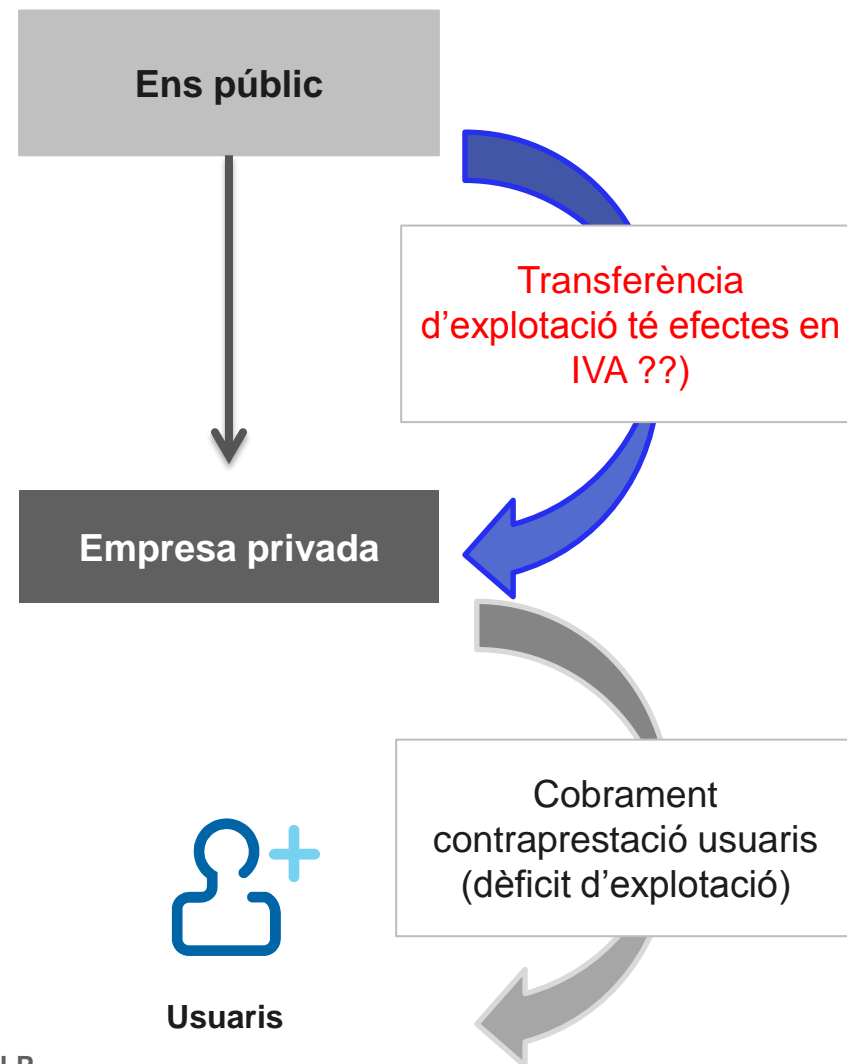 Ens públic
Transferència
d’explotació té efectes en
IVA ??)
Empresa privada
Cobrament
contraprestació usuaris
(dèficit d’explotació)
Usuaris